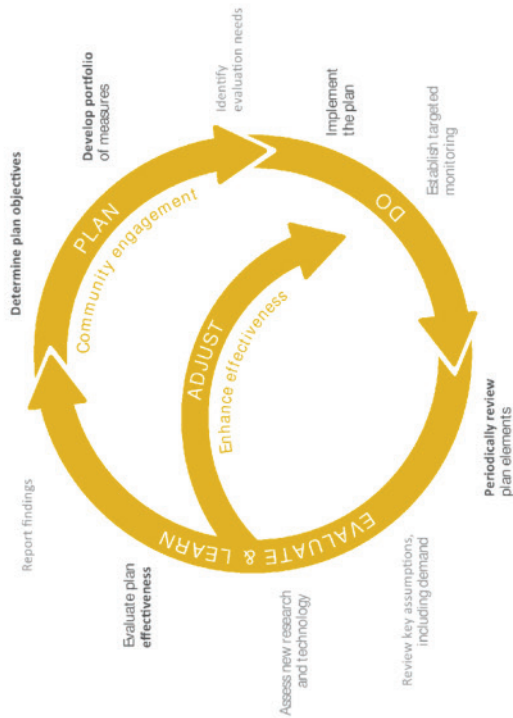 Determine plan objectives
Develop portfolio
of measures
Identify
evaluation needs
Implement
the plan
Establish targeted
monitoring
Periodically review
plan elements
Review key assumptions,
including demand
Assess new research
and technology
Evaluate plan
effectiveness
Report findings
PLAN
Community engagement
DO
EVALUATE & LEARN
ADJUST
Enhance effectiveness